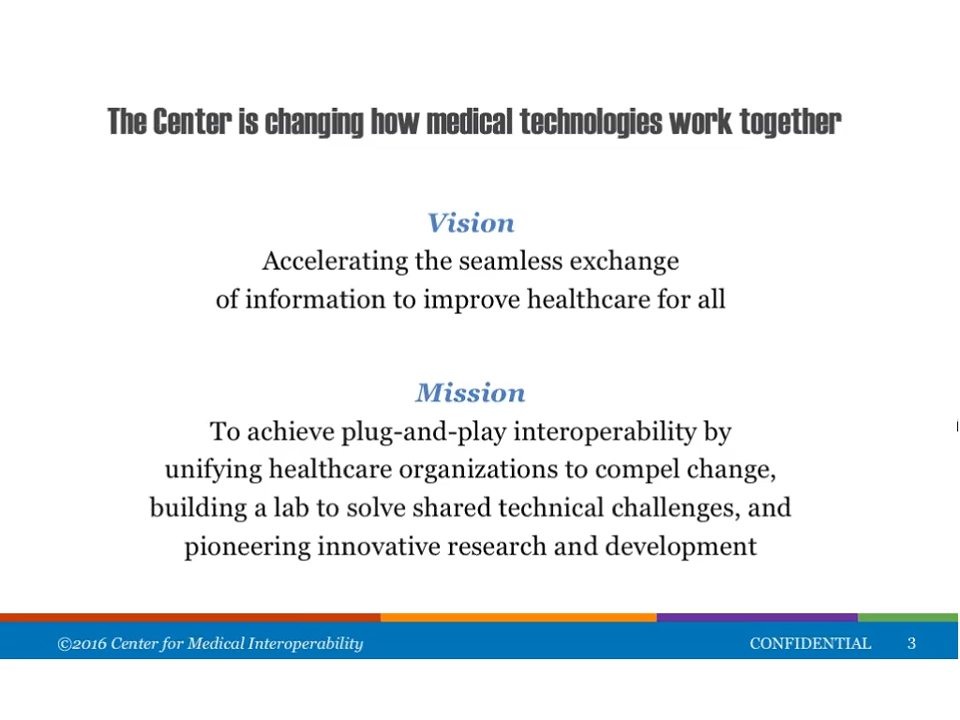 The Center is changing how medical technologies work together
Vision
Accelerating the seamless exchange
of information to improve healthcare for all
Mission
To achieve plug-and-play interoperability by
unifying healthcare organizations to compel change,
building a lab to solve shared technical challenges, and
pioneering innovative research and development
©2016 Center for Medical Interoperability CONFIDENTIAL 3